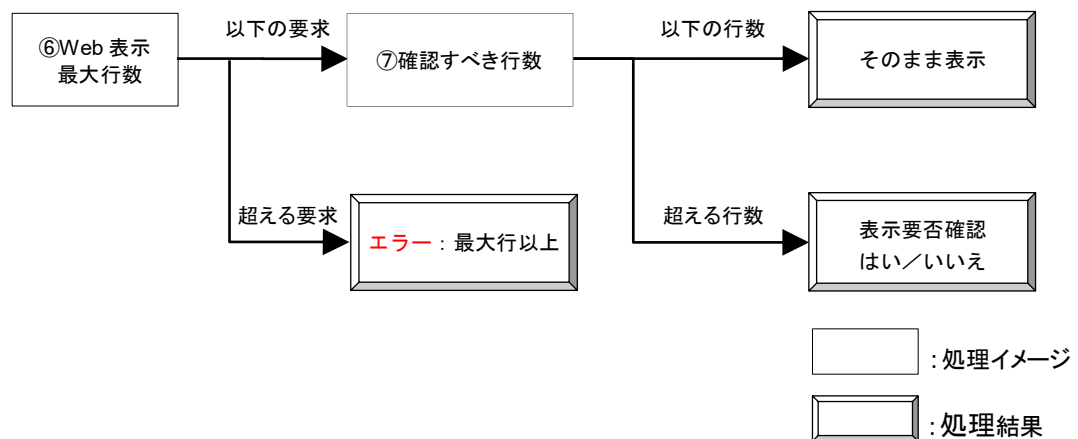 ⑥Web 表示
最大行数
以下の要求
⑦確認すべき行数
以下の行数
そのまま表示
超える要求
エラー：最大行以上
超える行数
表示要否確認
はい／いいえ
：処理イメージ
：処理結果